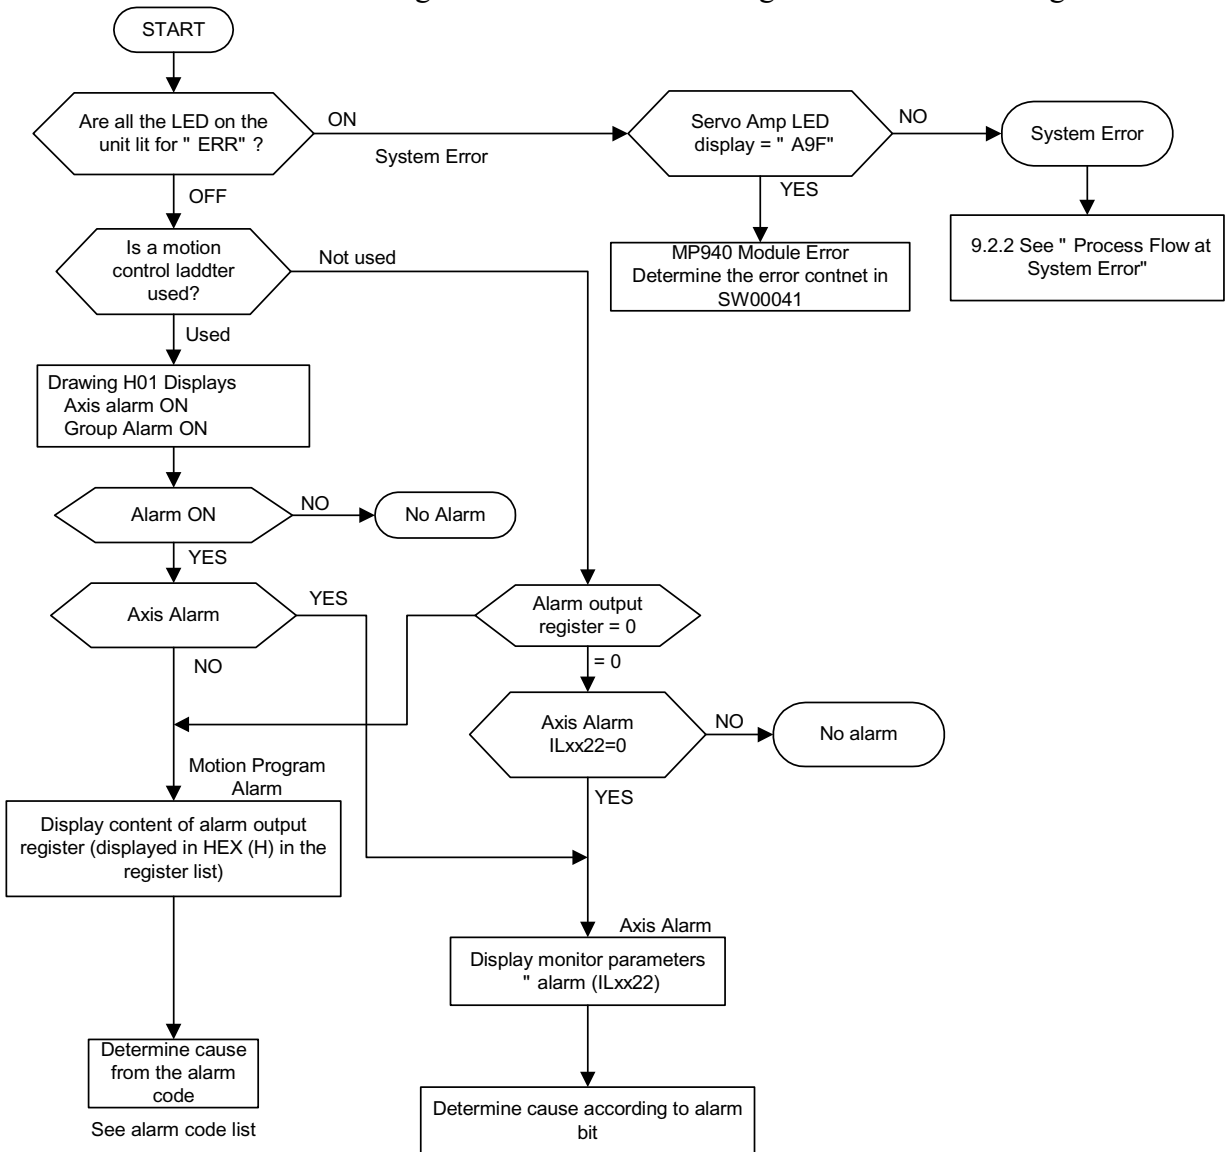 START
Are all the LED on the
unit lit for " ERR" ?
ON
System Error
Servo Amp LED
display = " A9F"
NO
System Error
YES
OFF
MP940 Module Error
Determine the error contnet in
SW00041
9.2.2 See " Process Flow at
System Error"
Is a motion
control laddter
used?
Not used
Used
Drawing H01 Displays
Axis alarm ON
Group Alarm ON
Alarm ON
NO
No Alarm
YES
Axis Alarm
YES
NO
Alarm output
register = 0
= 0
Axis Alarm
ILxx22=0
NO
No alarm
YES
Motion Program
Alarm
Display content of alarm output
register (displayed in HEX (H) in the
register list)
Axis Alarm
Display monitor parameters
" alarm (ILxx22)
Determine cause
from the alarm
code
See alarm code list
Determine cause according to alarm
bit